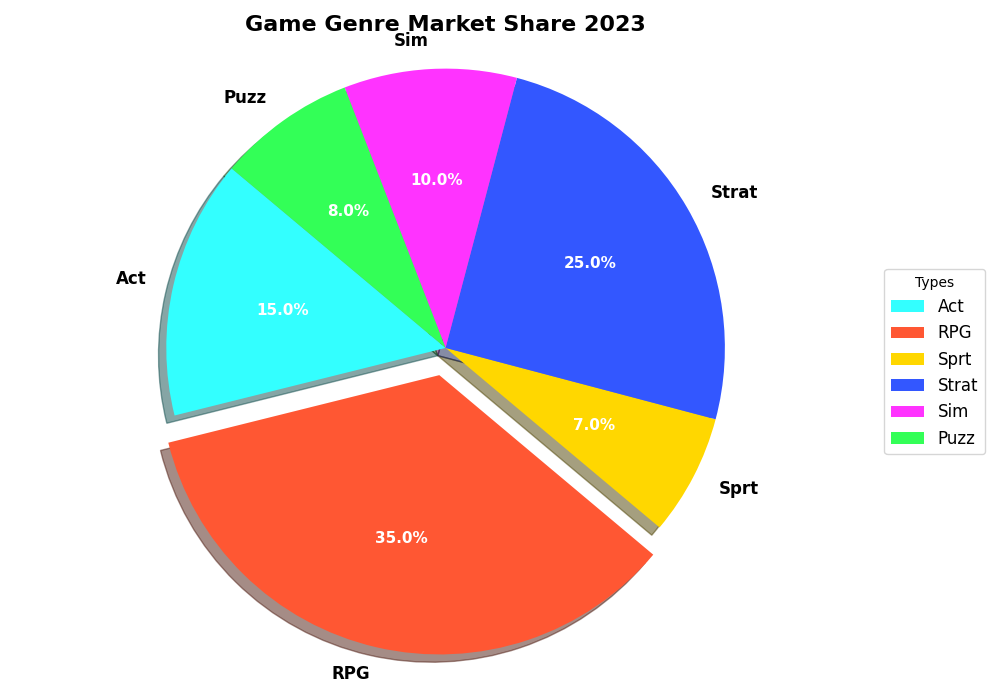 Game Genre Market Share 2023
Sim
Puzz
Strat
Act
Sprt
RPG
10.0%
8.0%
25.0%
15.0%
7.0%
35.0%
Types
Act
RPG
Sprt
Strat
Sim
Puzz